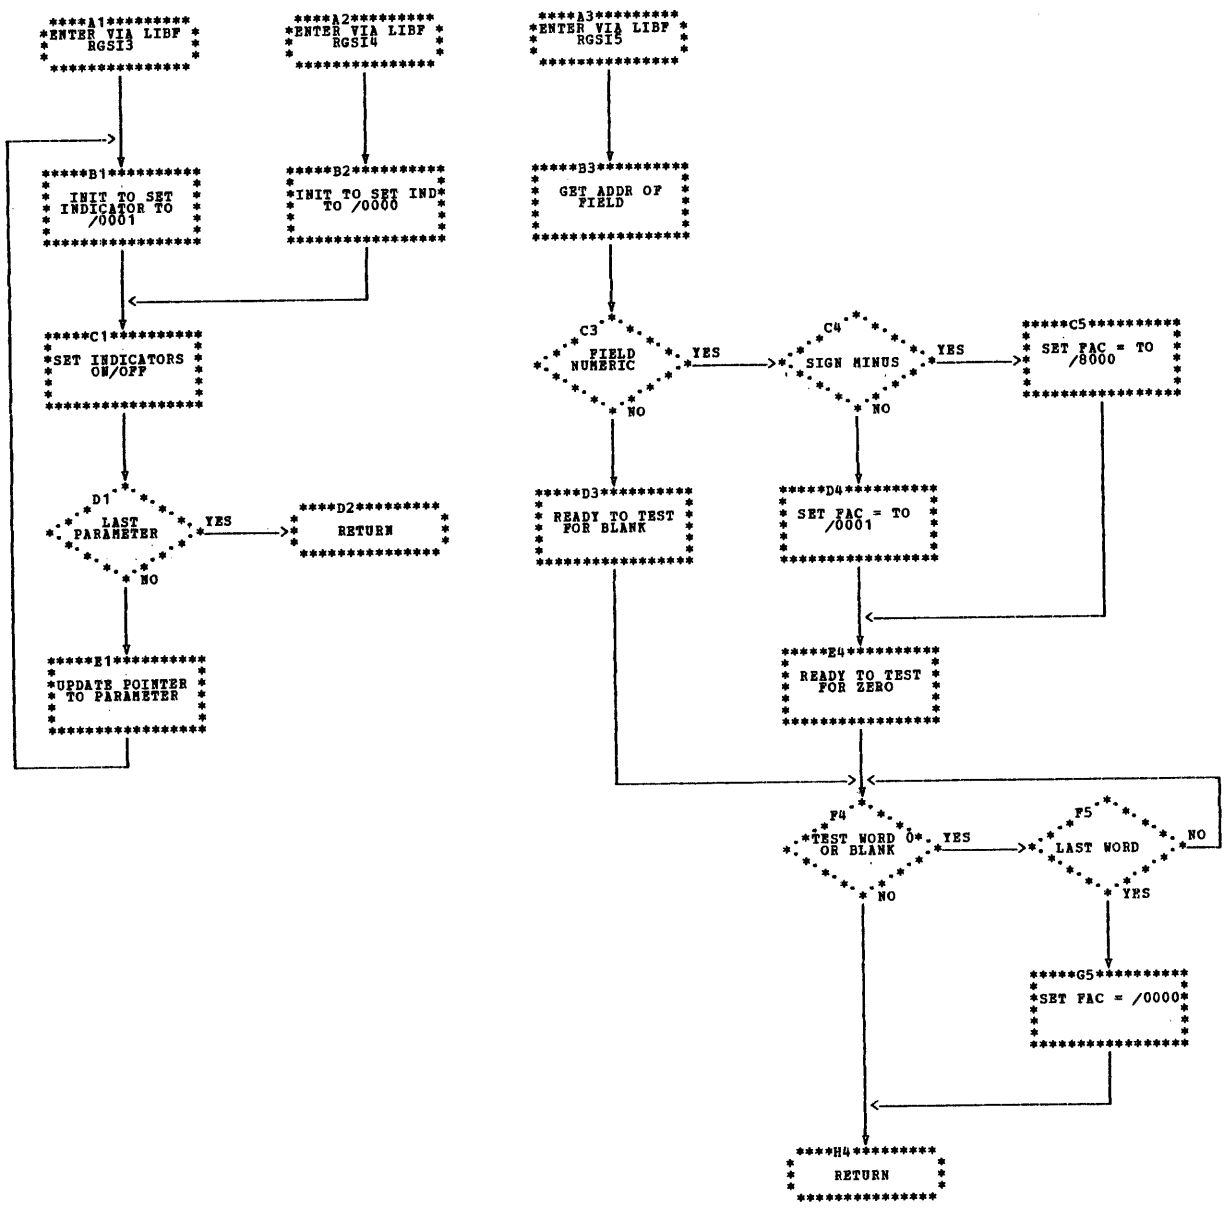 ****A1*********
*ENTER VIA LIBF
RGSI3
****A2*********
*ENTER VIA LIBF
RGSI4
****A3*********
*ENTER VIA LIBF
RGSI5
*****B1**********
INIT TO SET
INDICATOR TO
/0001
*****B2**********
*INIT TO SET IND*
TO /0000
*****B3**********
GET ADDR OF
FIELD
*****C1**********
*SET INDICATORS
ON/OFF
C3
FIELD
NUMERIC
YES
NO
C4
SIGN MINUS
YES
NO
*****C5**********
SET FAC = TO
/8000
D1
LAST
PARAMETER
YES
NO
****D2*********
RETURN
*****D3**********
READY TO TEST
FOR BLANK
*****D4**********
SET FAC = TO
/0001
*****E1**********
*UPDATE POINTER
TO PARAMETER
*****E4**********
READY TO TEST
FOR ZERO
F4
*TEST WORD 0*
OR BLANK
YES
NO
F5
LAST WORD
NO
YES
*****G5**********
*SET FAC = /0000*
****H4*********
RETURN